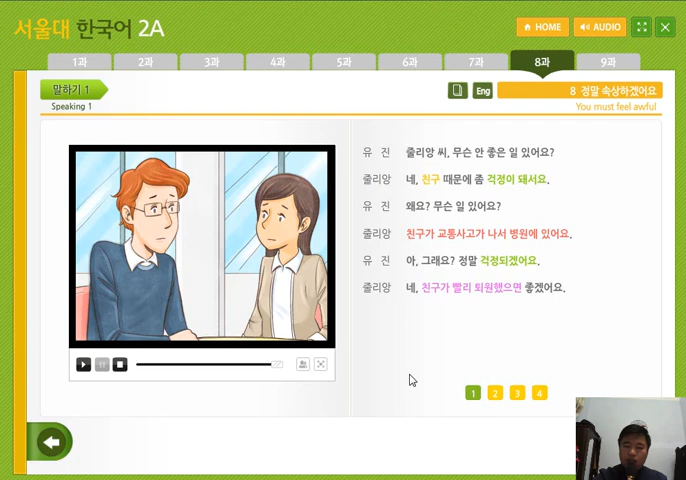 서울대 한국어 2A
HOME
AUDIO
1과 2과 3과 4과 5과 6과 7과 8과 9과
말하기 1
Speaking 1
Eng
8 정말 속상하겠어요
You must feel awful
유 진 줄리앙 씨, 무슨 안 좋은 일 있어요?
줄리앙 네, 친구 때문에 좀 걱정이 돼서요.
유 진 왜요? 무슨 일 있어요?
줄리앙 친구가 교통사고가 나서 병원에 있어요.
유 진 아, 그래요? 정말 걱정되겠어요.
줄리앙 네, 친구가 빨리 퇴원했으면 좋겠어요.
1 2 3 4